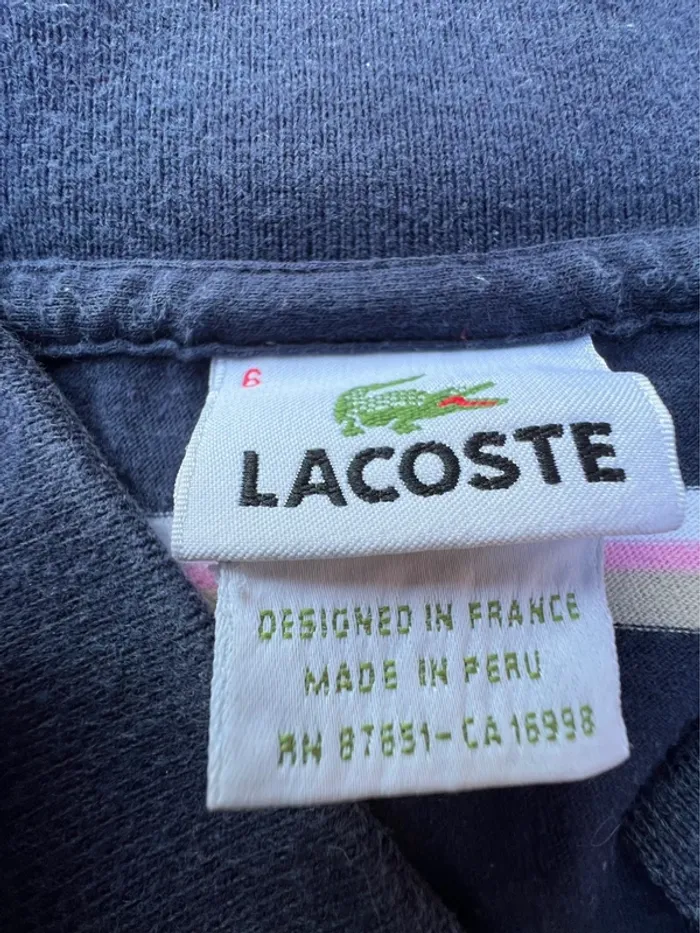 6
LACOSTE
DESIGNED IN FRANCE
MADE IN PERU
RN 87651-CA 16998